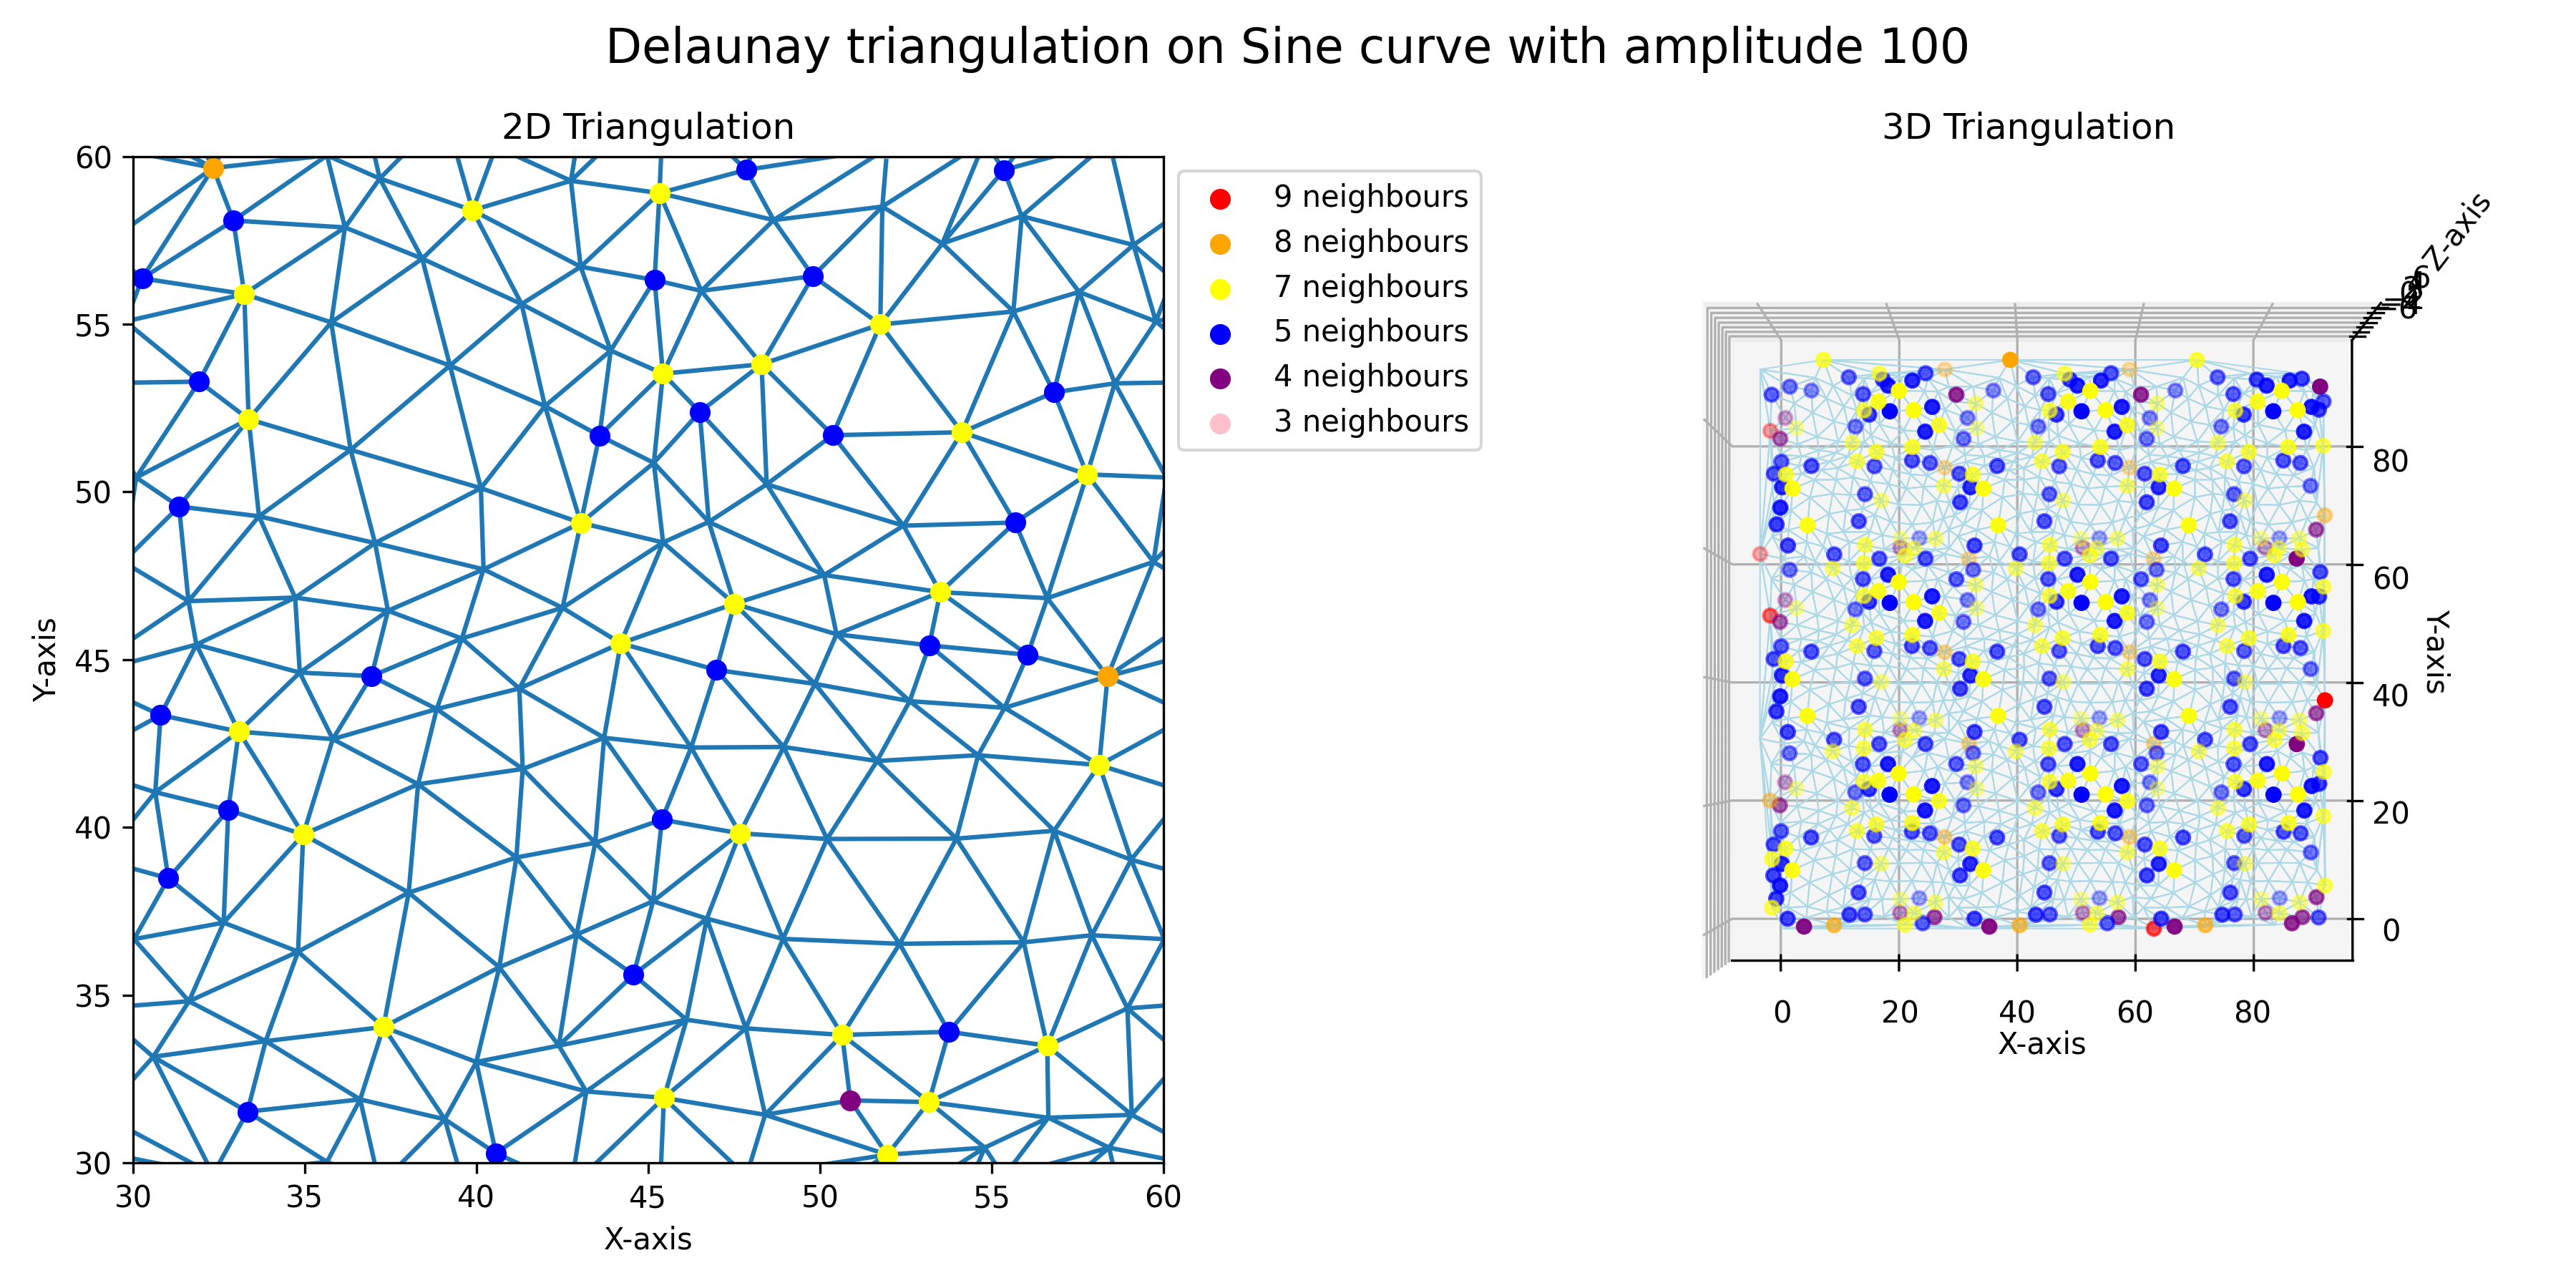 Delaunay triangulation on Sine curve with amplitude 100
2D Triangulation
60
55
50
45
40
35
30
Y-axis
30
35
40
45
50
55
60
X-axis
9 neighbours
8 neighbours
7 neighbours
5 neighbours
4 neighbours
3 neighbours
3D Triangulation
Z-axis
80
60
40
20
0
Y-axis
0
20
40
60
80
X-axis